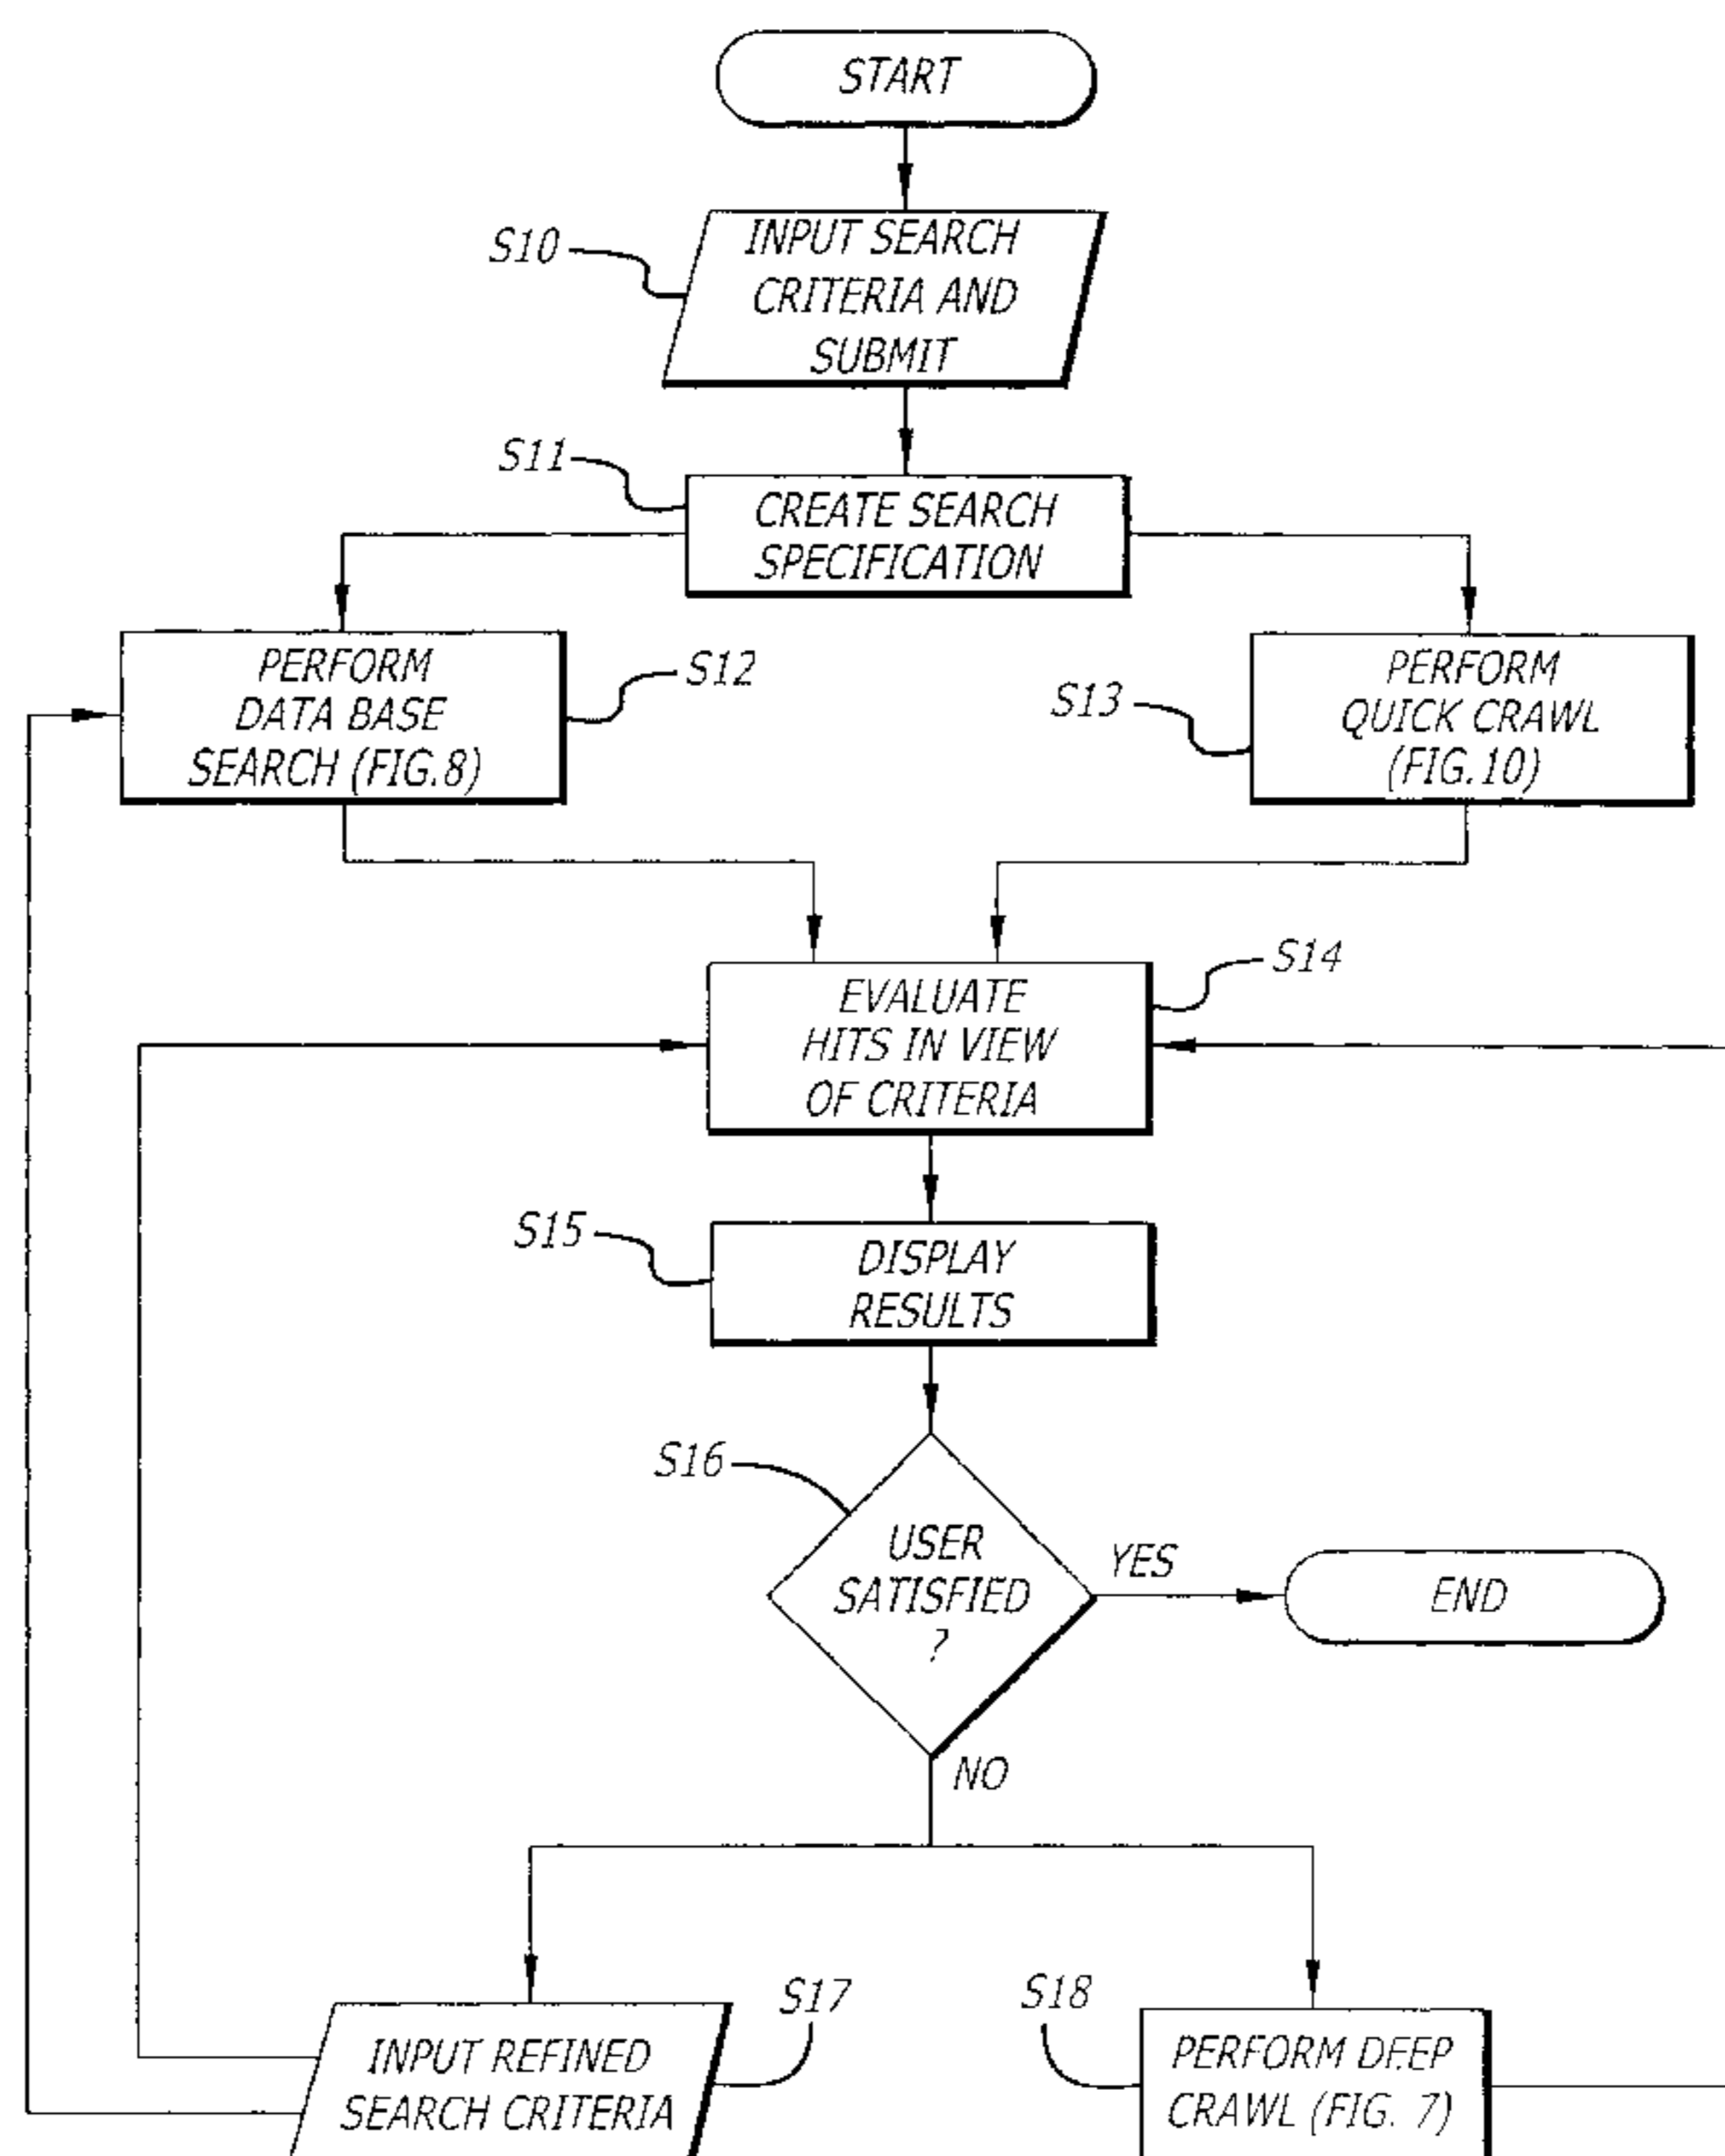 START
S10
INPUT SEARCH
CRITERIA AND
SUBMIT
S11
CREATE SEARCH
SPECIFICATION
PERFORM
DATA BASE
SEARCH (FIG.8)
S12
S13
PERFORM
QUICK CRAWL
(FIG.10)
S14
EVALUATE
HITS IN VIEW
OF CRITERIA
S15
DISPLAY
RESULTS
S16
USER
SATISFIED
?
YES
END
NO
S17
INPUT REFINED
SEARCH CRITERIA
S18
PERFORM DEEP
CRAWL (FIG. 7)